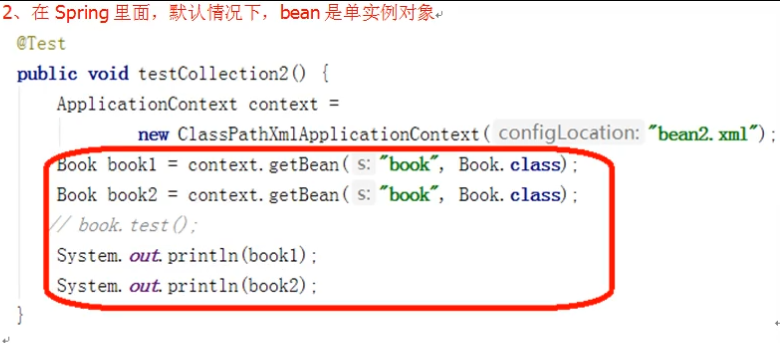 2、在 Spring 里面，默认情况下，bean 是单实例对象
@Test
public void testCollection2() {
ApplicationContext context =
new ClassPathXmlApplicationContext( configLocation: "bean2.xml");
Book book1 = context.getBean( s: "book", Book.class);
Book book2 = context.getBean( s: "book", Book.class);
// book.test();
System.out.println(book1);
System.out.println(book2);
}